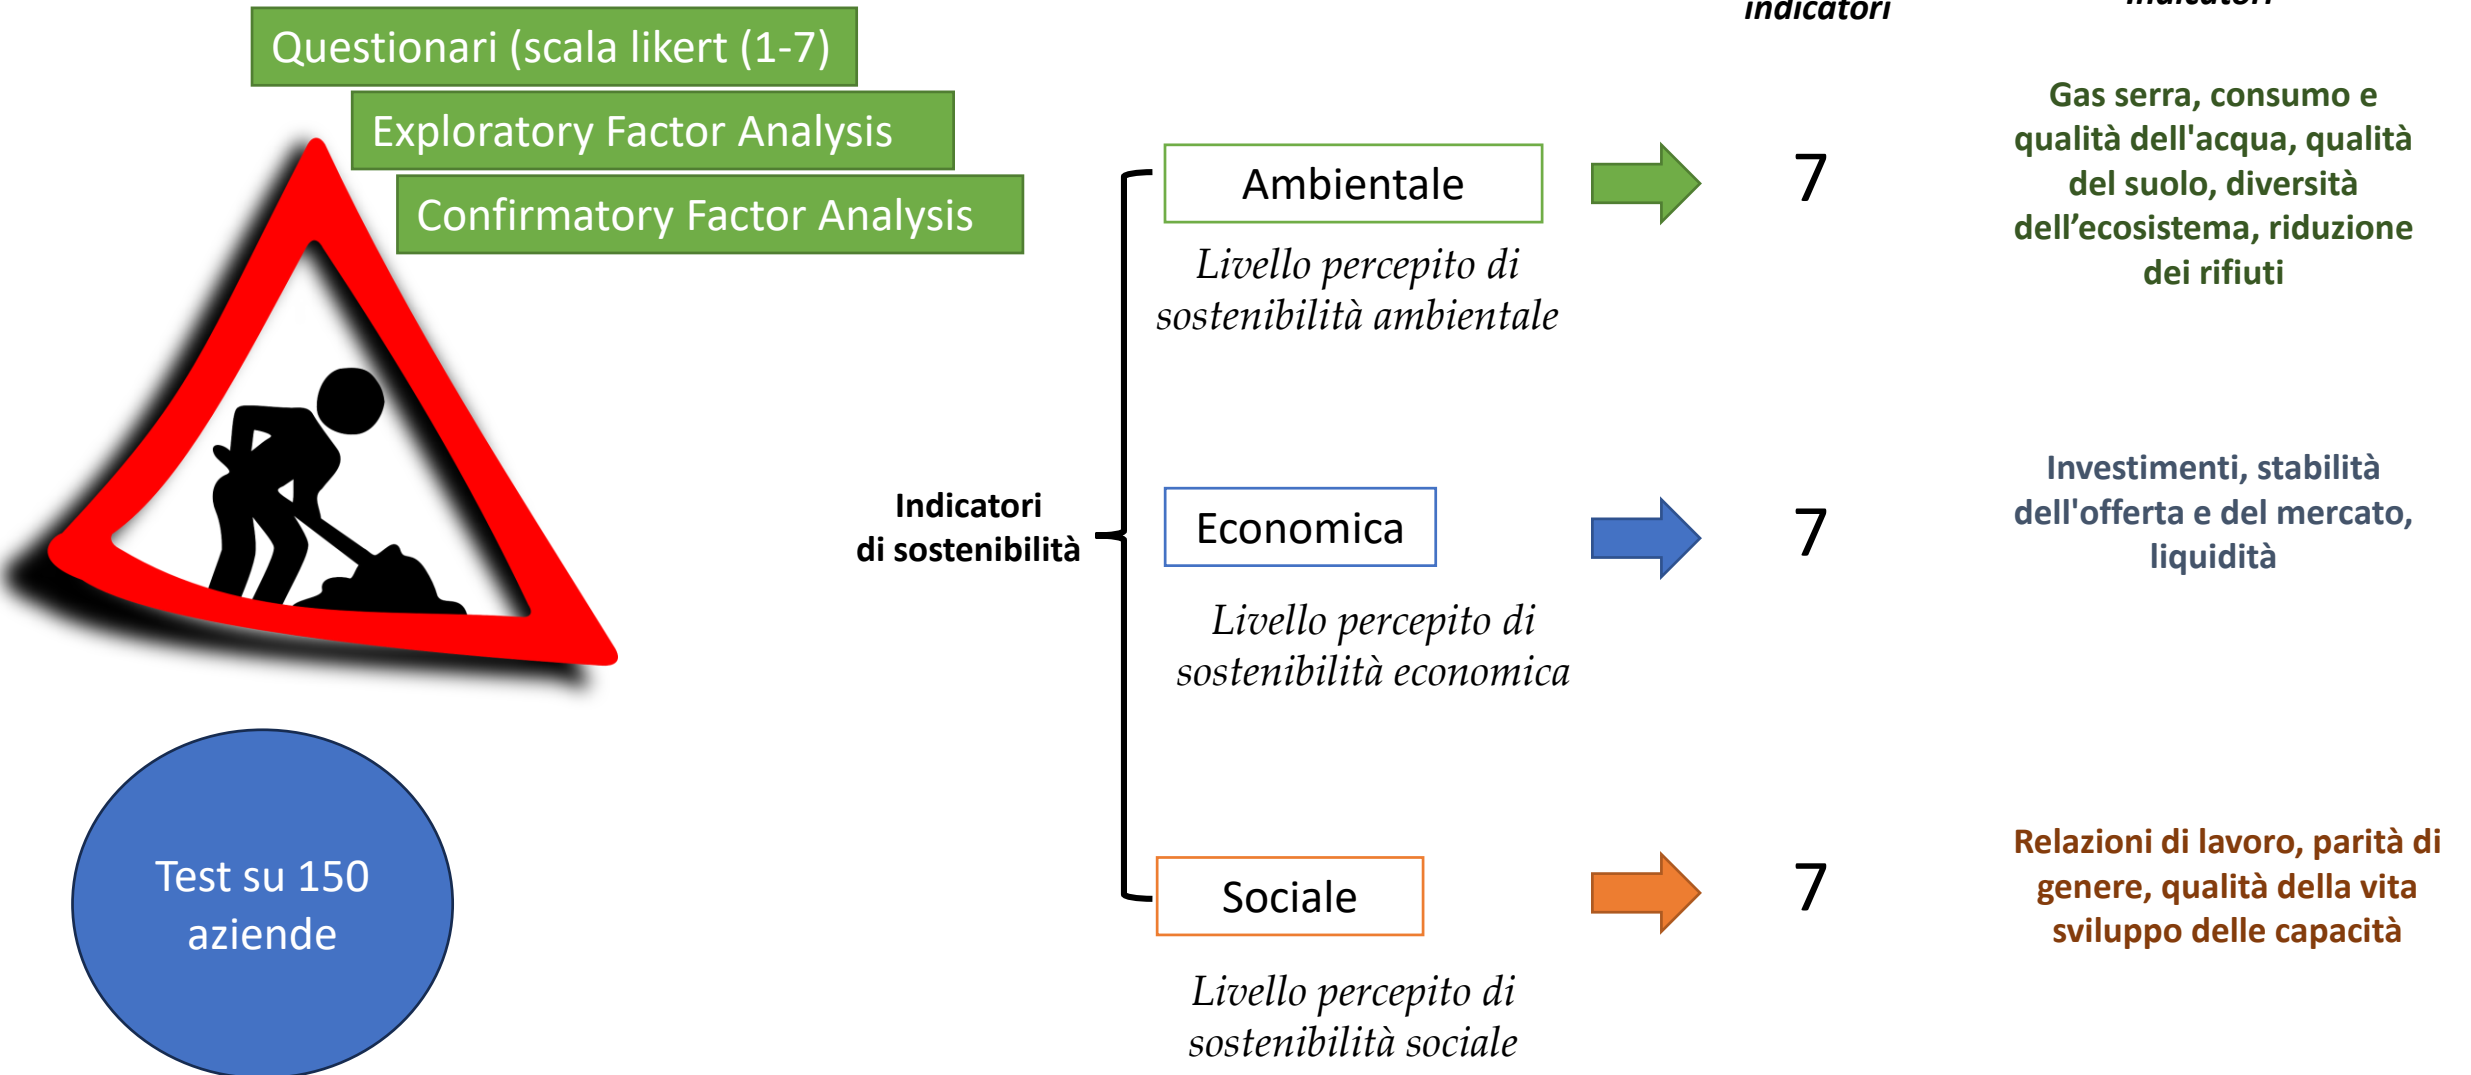 indicatori
indicatori
Questionari (scala likert (1-7)
Exploratory Factor Analysis
Confirmatory Factor Analysis
Indicatori
di sostenibilità
Ambientale
Livello percepito di
sostenibilità ambientale
7
Gas serra, consumo e
qualità dell'acqua, qualità
del suolo, diversità
dell’ecosistema, riduzione
dei rifiuti
Economica
Livello percepito di
sostenibilità economica
7
Investimenti, stabilità
dell'offerta e del mercato,
liquidità
Sociale
Livello percepito di
sostenibilità sociale
7
Relazioni di lavoro, parità di
genere, qualità della vita
sviluppo delle capacità
Test su 150
aziende